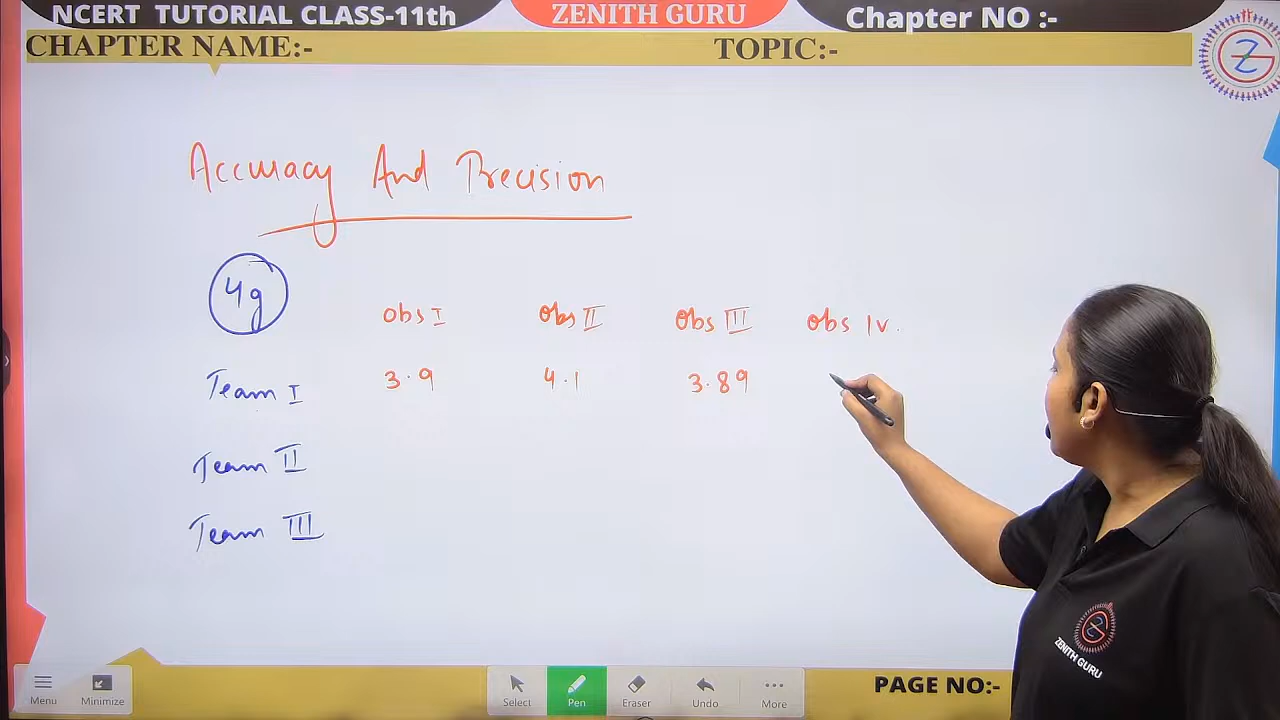 NCERT TUTORIAL CLASS-11th
ZENITH GURU
Chapter NO :-
CHAPTER NAME:-
TOPIC:-
Accuracy And Precision
4g
Obs I
Obs II
Obs III
Obs IV.
Team I
3.9
4.1
3.89
Team II
Team III
ZENITH GURU
Menu
Minimize
Select
Pen
Eraser
Undo
More
PAGE NO:-